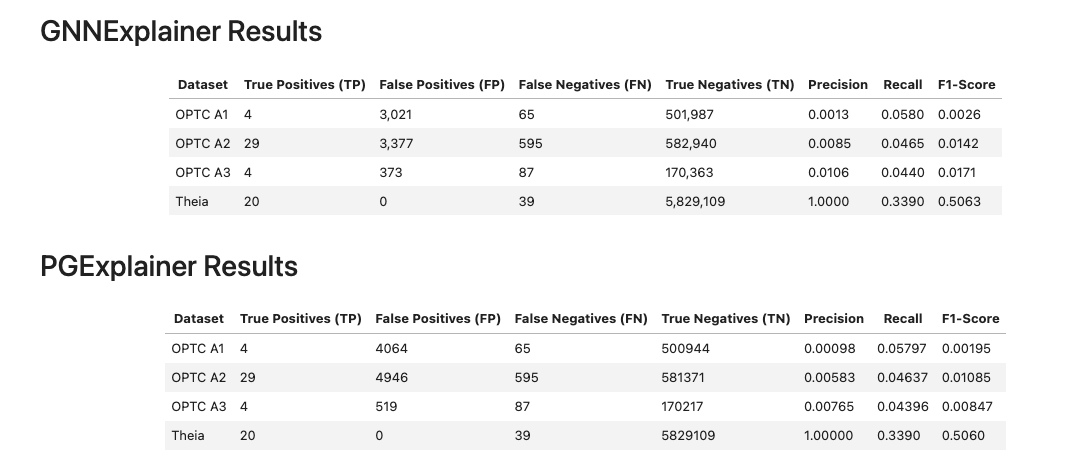 GNNExplainer Results
Dataset True Positives (TP) False Positives (FP) False Negatives (FN) True Negatives (TN) Precision Recall F1-Score
OPTC A1 4 3,021 65 501,987 0.0013 0.0580 0.0026
OPTC A2 29 3,377 595 582,940 0.0085 0.0465 0.0142
OPTC A3 4 373 87 170,363 0.0106 0.0440 0.0171
Theia 20 0 39 5,829,109 1.0000 0.3390 0.5063
PGExplainer Results
Dataset True Positives (TP) False Positives (FP) False Negatives (FN) True Negatives (TN) Precision Recall F1-Score
OPTC A1 4 4064 65 500944 0.00098 0.05797 0.00195
OPTC A2 29 4946 595 581371 0.00583 0.04637 0.01085
OPTC A3 4 519 87 170217 0.00765 0.04396 0.00847
Theia 20 0 39 5829109 1.00000 0.3390 0.5060